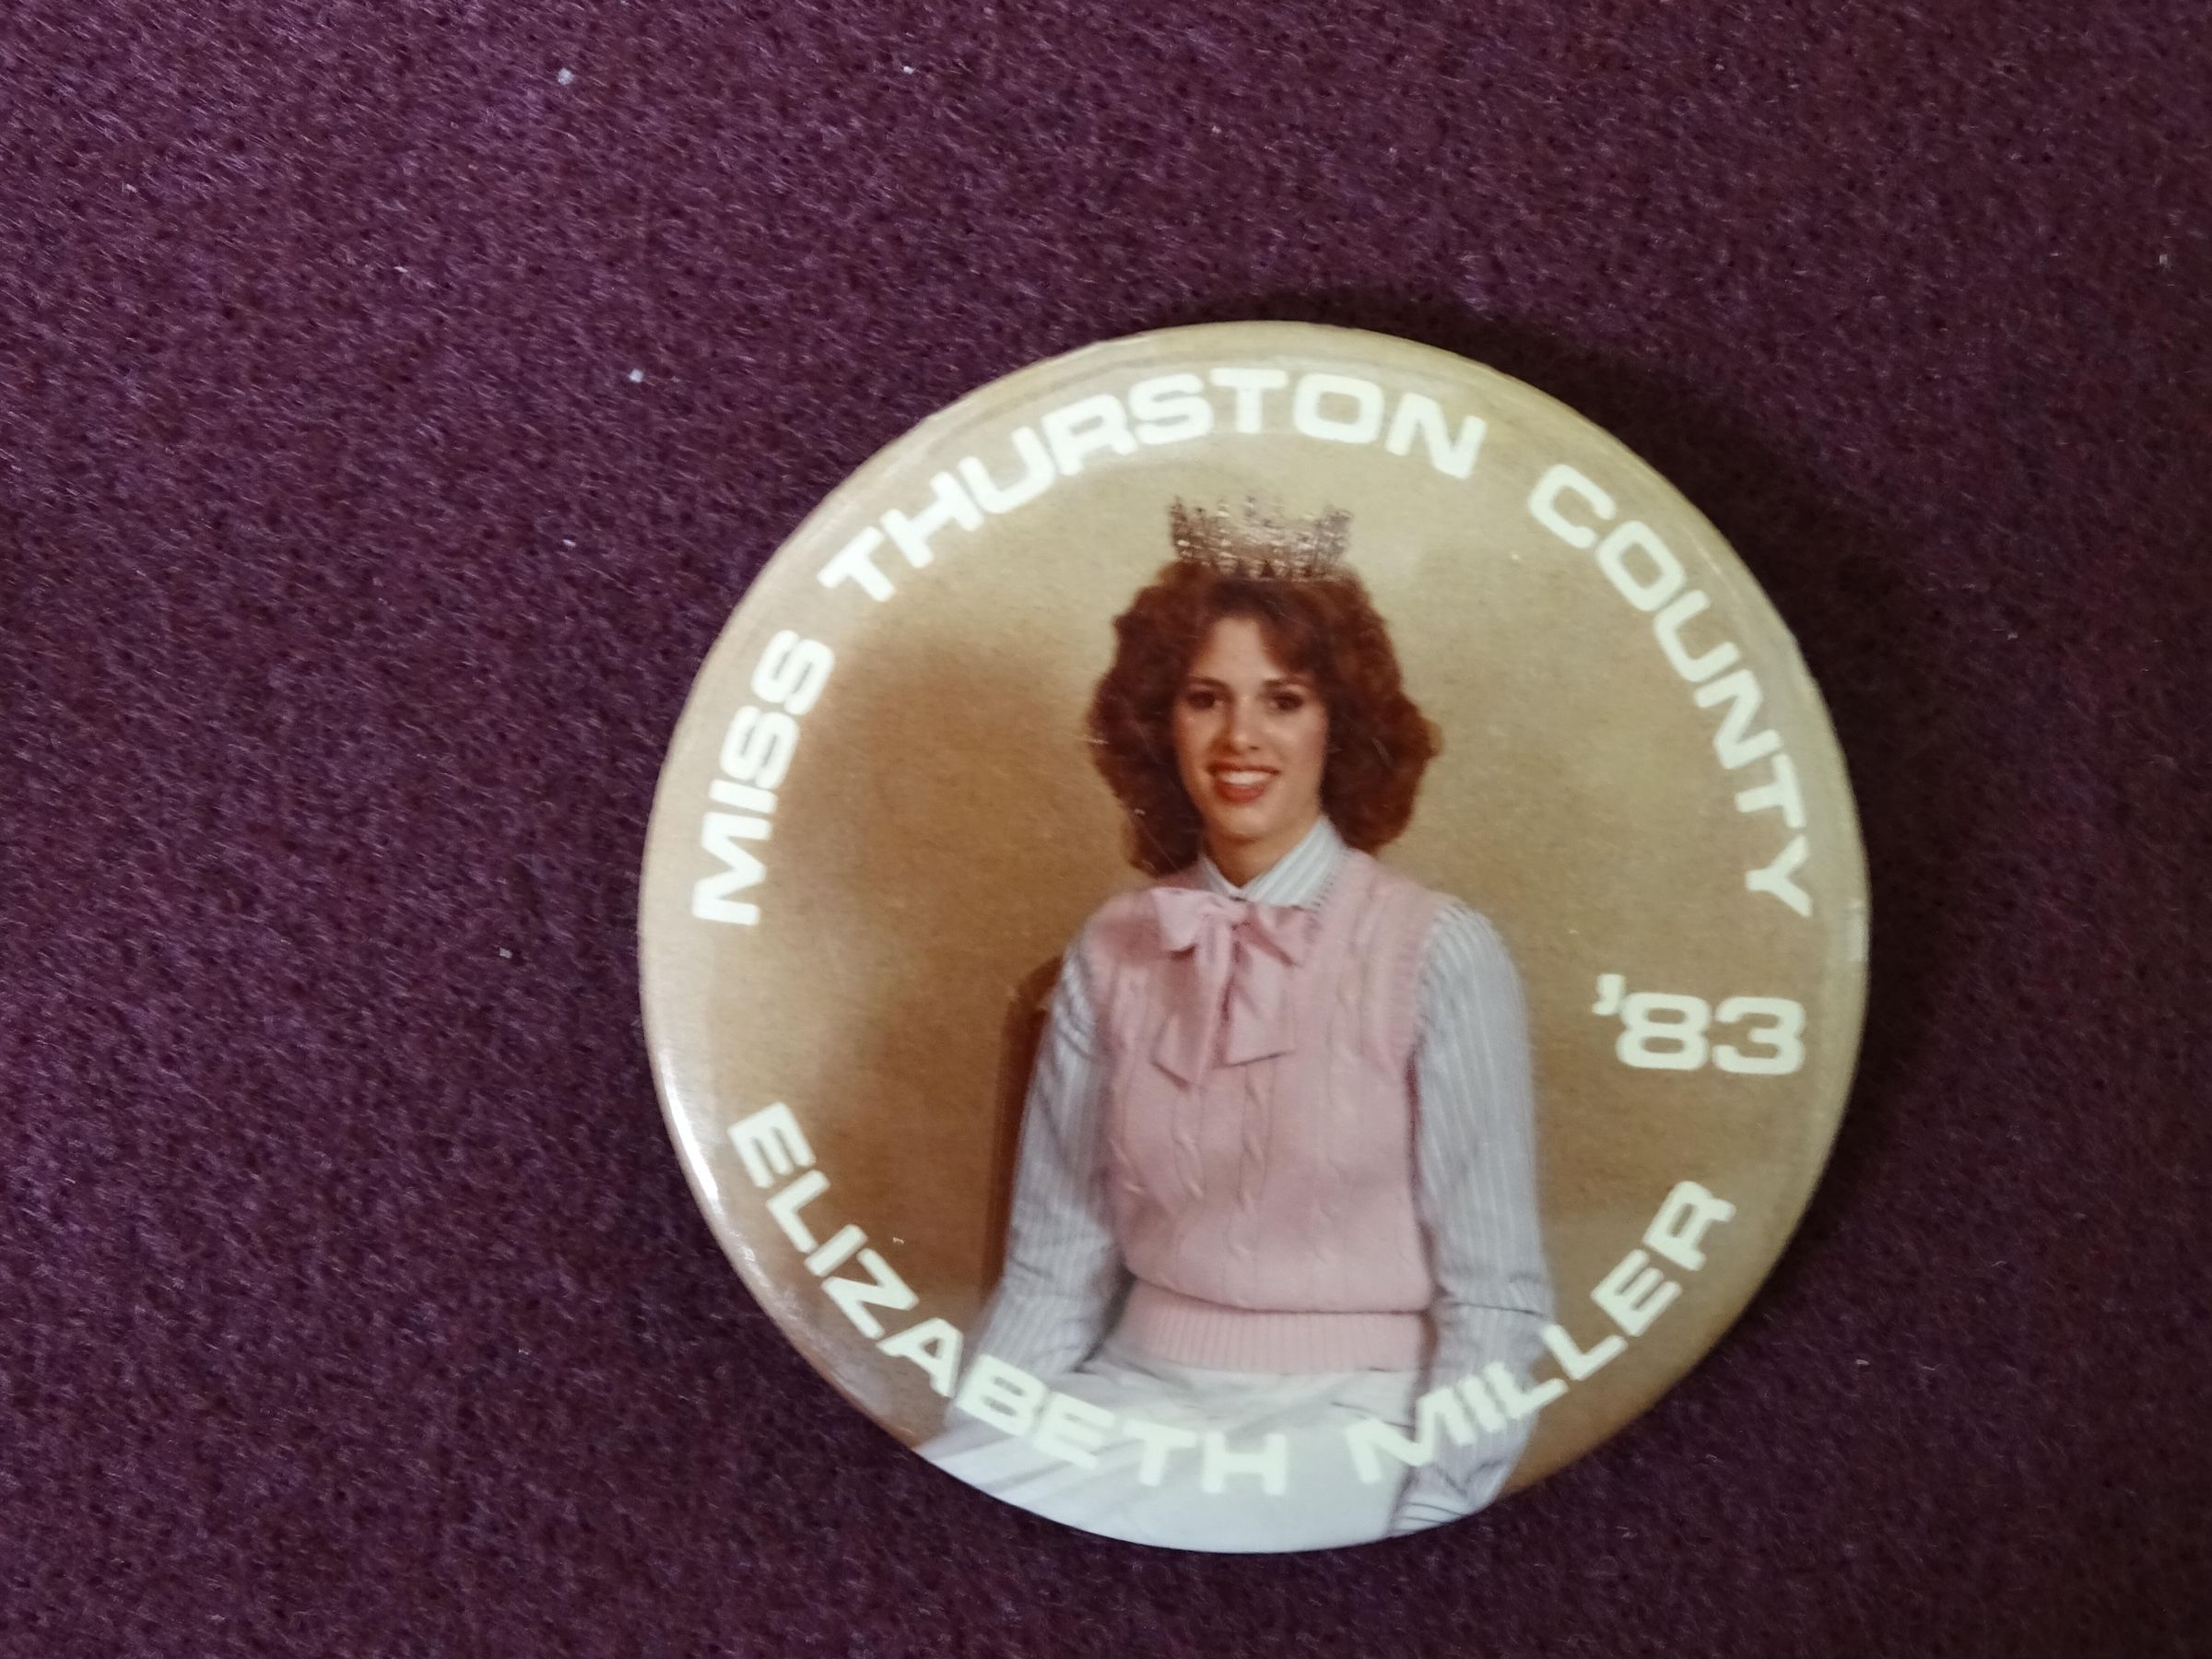 MISS THURSTON COUNTY
'83
ELIZABETH MILLER